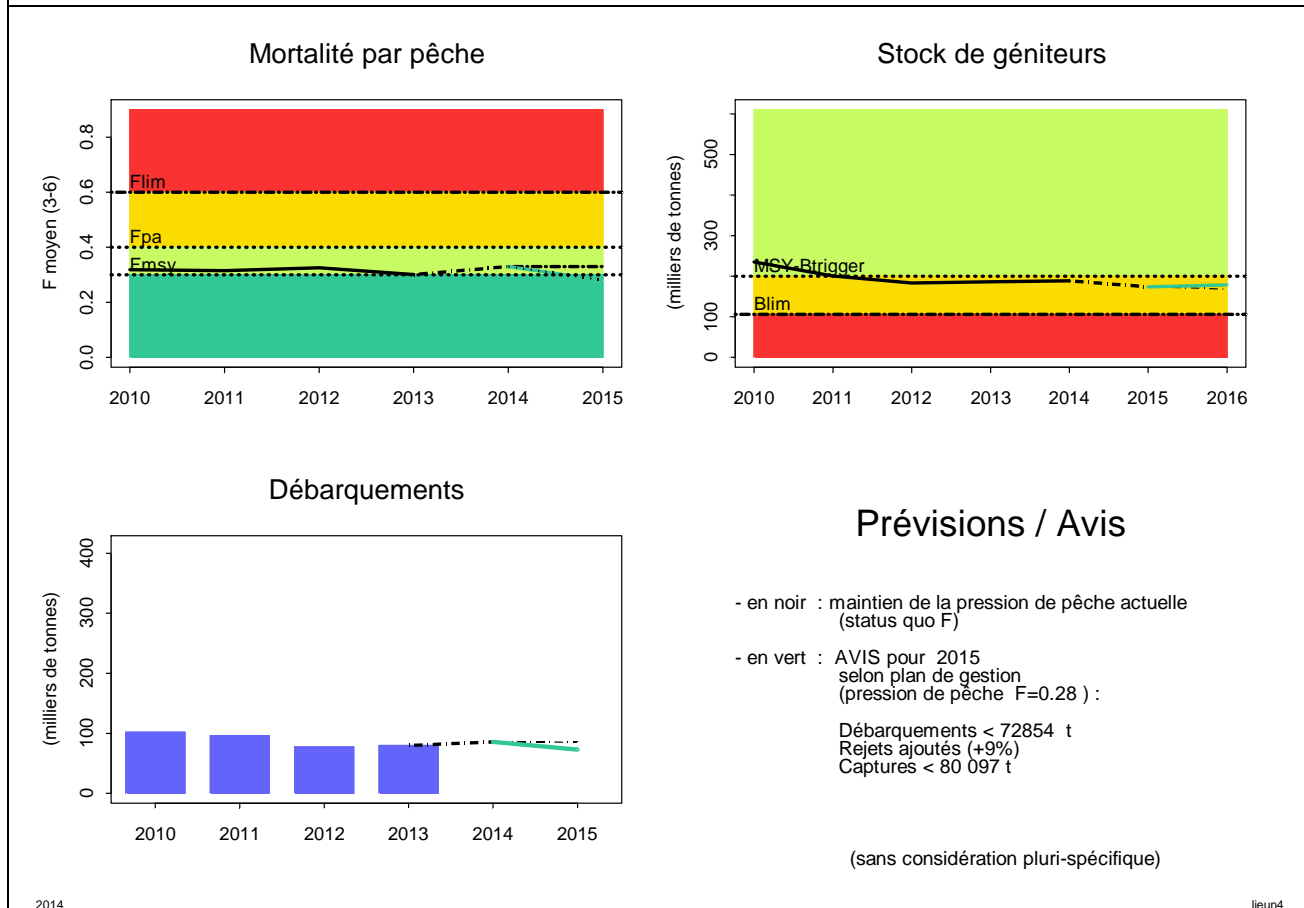 Mortalité par pêche
F moyen (3-6)
0.8
0.6
0.4
0.2
0.0
Flim
Fpa
Fmsy
2010 2011 2012 2013 2014 2015
Stock de géniteurs
(milliers de tonnes)
500
300
100
0
MSY-Btrigger
Blim
2010 2011 2012 2013 2014 2015 2016
Débarquements
(milliers de tonnes)
400
300
200
100
0
2010 2011 2012 2013 2014 2015
Prévisions / Avis
- en noir : maintien de la pression de pêche actuelle
(status quo F)
- en vert : AVIS pour 2015
selon plan de gestion
(pression de pêche F=0.28 ) :
Débarquements < 72854 t
Rejets ajoutés (+9%)
Captures < 80 097 t
(sans considération pluri-spécifique)
2014
lieun4